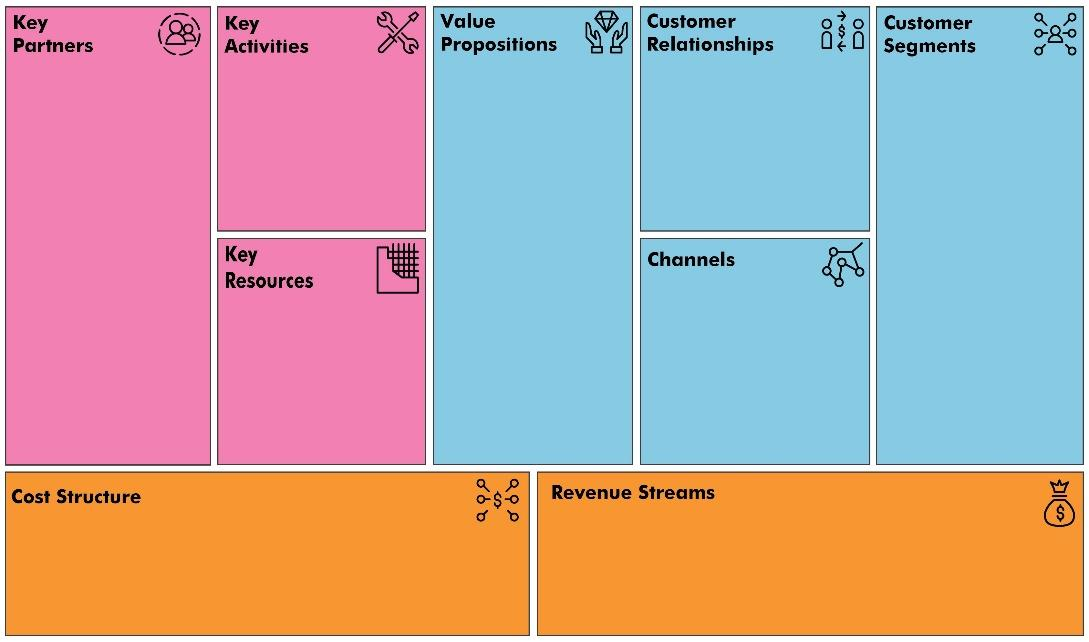 Key
Partners
Key
Activities
Value
Propositions
Customer
Relationships
Customer
Segments
Key
Resources
Channels
Cost Structure
$
Revenue Streams
$
$